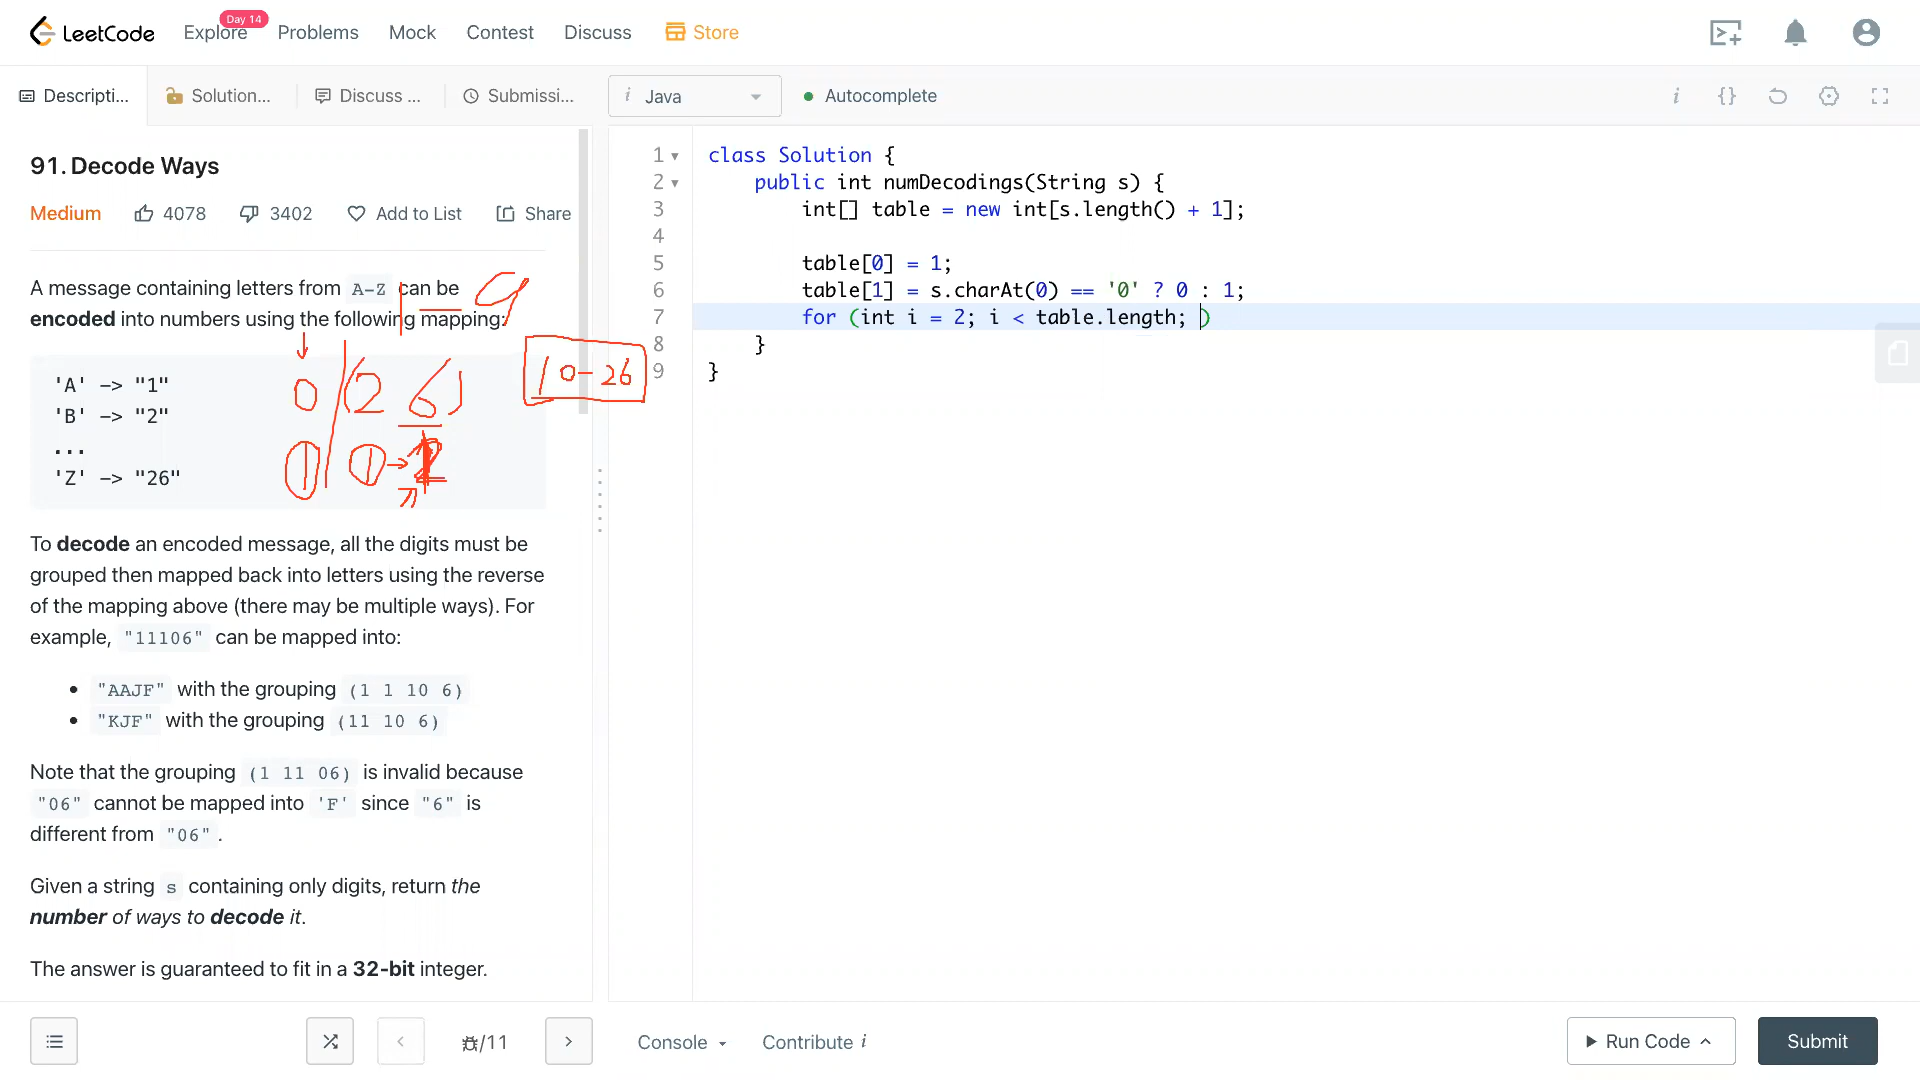 LeetCode Explore Day 14 Problems Mock Contest Discuss Store
Descripti... Solution... Discuss ... Submissi... i Java Autocomplete i {}
91. Decode Ways
Medium 4078 3402 Add to List Share
A message containing letters from A-Z can be
encoded into numbers using the following mapping:
'A' -> "1"
'B' -> "2"
...
'Z' -> "26"
0 (2 6)
1 1 → 2
9
10-26
To decode an encoded message, all the digits must be
grouped then mapped back into letters using the reverse
of the mapping above (there may be multiple ways). For
example, "11106" can be mapped into:
• "AAJF" with the grouping (1 1 10 6)
• "KJF" with the grouping (11 10 6)
Note that the grouping (1 11 06) is invalid because
"06" cannot be mapped into 'F' since "6" is
different from "06".
Given a string s containing only digits, return the
number of ways to decode it.
The answer is guaranteed to fit in a 32-bit integer.
1 class Solution {
2 public int numDecodings(String s) {
3 int[] table = new int[s.length() + 1];
4
5 table[0] = 1;
6 table[1] = s.charAt(0) == '0' ? 0 : 1;
7 for (int i = 2; i < table.length; )
8 }
9 }
/11 Console Contribute i Run Code Submit